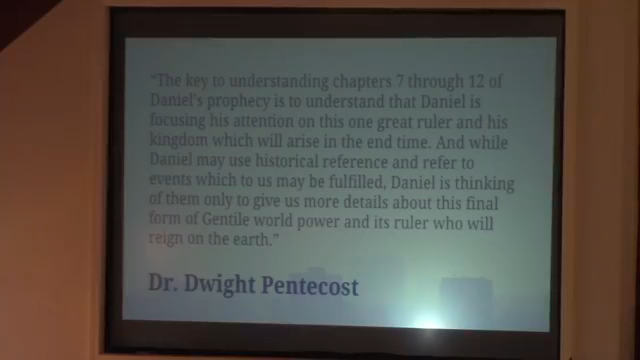 "The key to understanding chapters 7 through 12 of
Daniel's prophecy is to understand that Daniel is
focusing his attention on this one great ruler and his
kingdom which will arise in the end time. And while
Daniel may use historical reference and refer to
events which to us may be fulfilled, Daniel is thinking
of them only to give us more details about this final
form of Gentile world power and its ruler who will
reign on the earth."
Dr. Dwight Pentecost